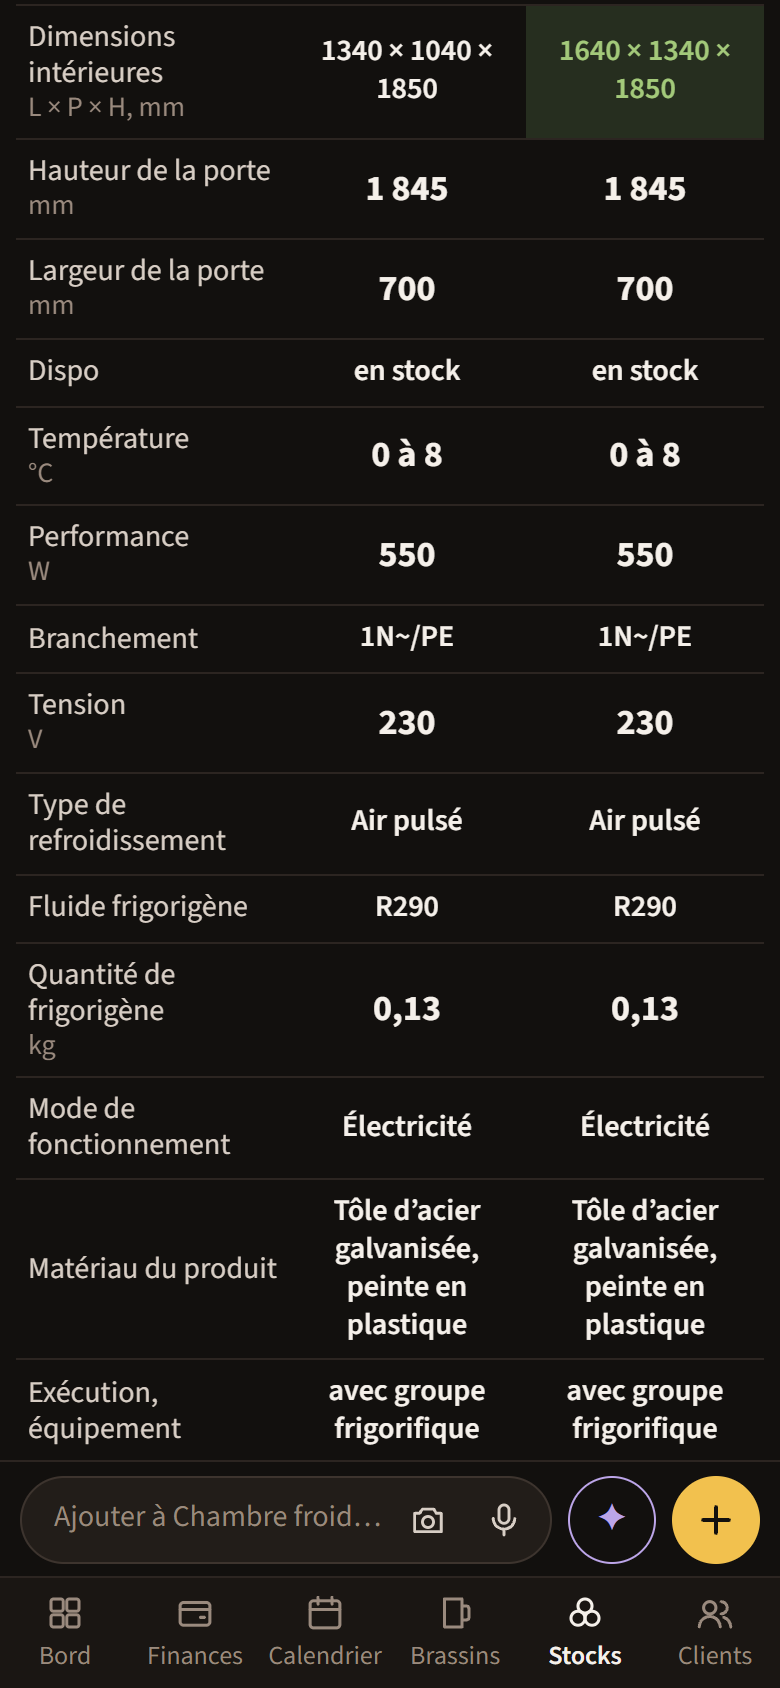 Dimensions
intérieures
L × P × H, mm
1340 × 1040 ×
1850
1640 × 1340 ×
1850
Hauteur de la porte
mm
1 845
1 845
Largeur de la porte
mm
700
700
Dispo
en stock
en stock
Température
°C
0 à 8
0 à 8
Performance
W
550
550
Branchement
1N~/PE
1N~/PE
Tension
V
230
230
Type de
refroidissement
Air pulsé
Air pulsé
Fluide frigorigène
R290
R290
Quantité de
frigorigène
kg
0,13
0,13
Mode de
fonctionnement
Électricité
Électricité
Matériau du produit
Tôle d’acier
galvanisée,
peinte en
plastique
Tôle d’acier
galvanisée,
peinte en
plastique
Exécution,
équipement
avec groupe
frigorifique
avec groupe
frigorifique
Ajouter à Chambre froid…
Bord
Finances
Calendrier
Brassins
Stocks
Clients